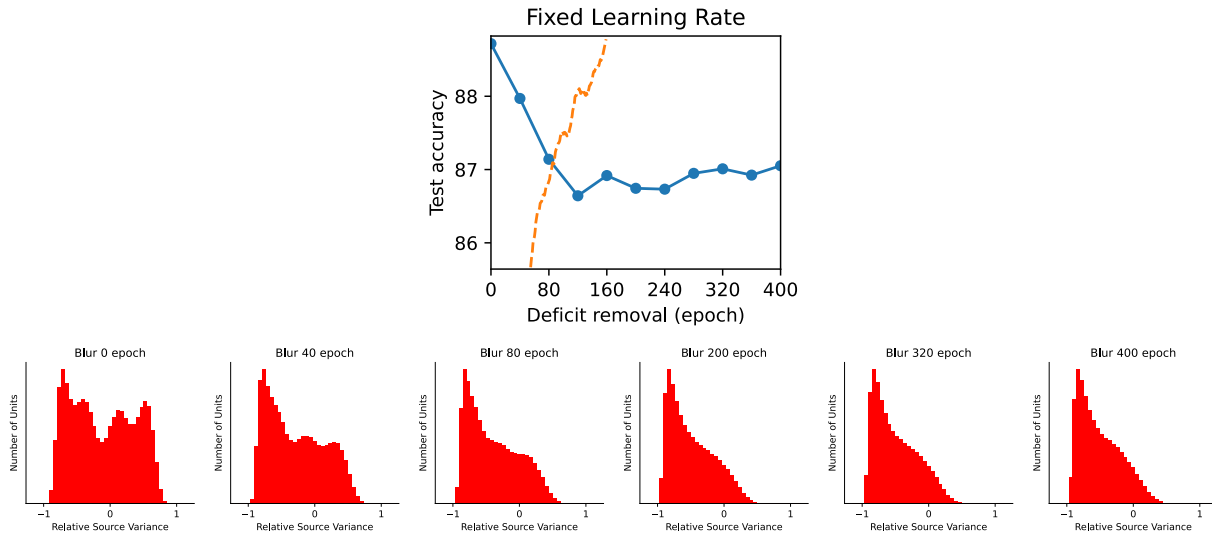 Fixed Learning Rate
Test accuracy
88
87
86
0 80 160 240 320 400
Deficit removal (epoch)
Blur 0 epoch
Number of Units
−1 0 1
Relative Source Variance
Blur 40 epoch
Number of Units
−1 0 1
Relative Source Variance
Blur 80 epoch
Number of Units
−1 0 1
Relative Source Variance
Blur 200 epoch
Number of Units
−1 0 1
Relative Source Variance
Blur 320 epoch
Number of Units
−1 0 1
Relative Source Variance
Blur 400 epoch
Number of Units
−1 0 1
Relative Source Variance